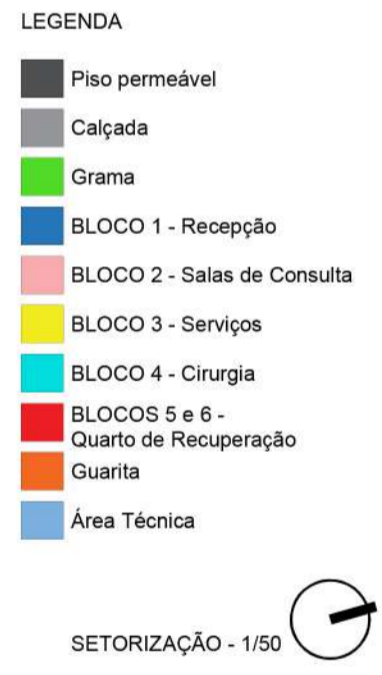 LEGENDA
Piso permeável
Calçada
Grama
BLOCO 1 - Recepção
BLOCO 2 - Salas de Consulta
BLOCO 3 - Serviços
BLOCO 4 - Cirurgia
BLOCOS 5 e 6 -
Quarto de Recuperação
Guarita
Área Técnica
SETORIZAÇÃO - 1/50